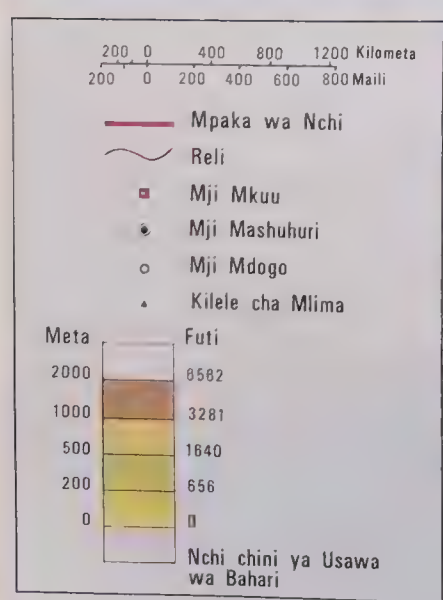 200 0 400 800 1200 Kilometa
200 0 200 400 600 800 Maili
Mpaka wa Nchi
Reli
Mji Mkuu
Mji Mashuhuri
Mji Mdogo
Kilele cha Mlima
Meta Futi
2000 6562
1000 3281
500 1640
200 656
0 0
Nchi chini ya Usawa
wa Bahari